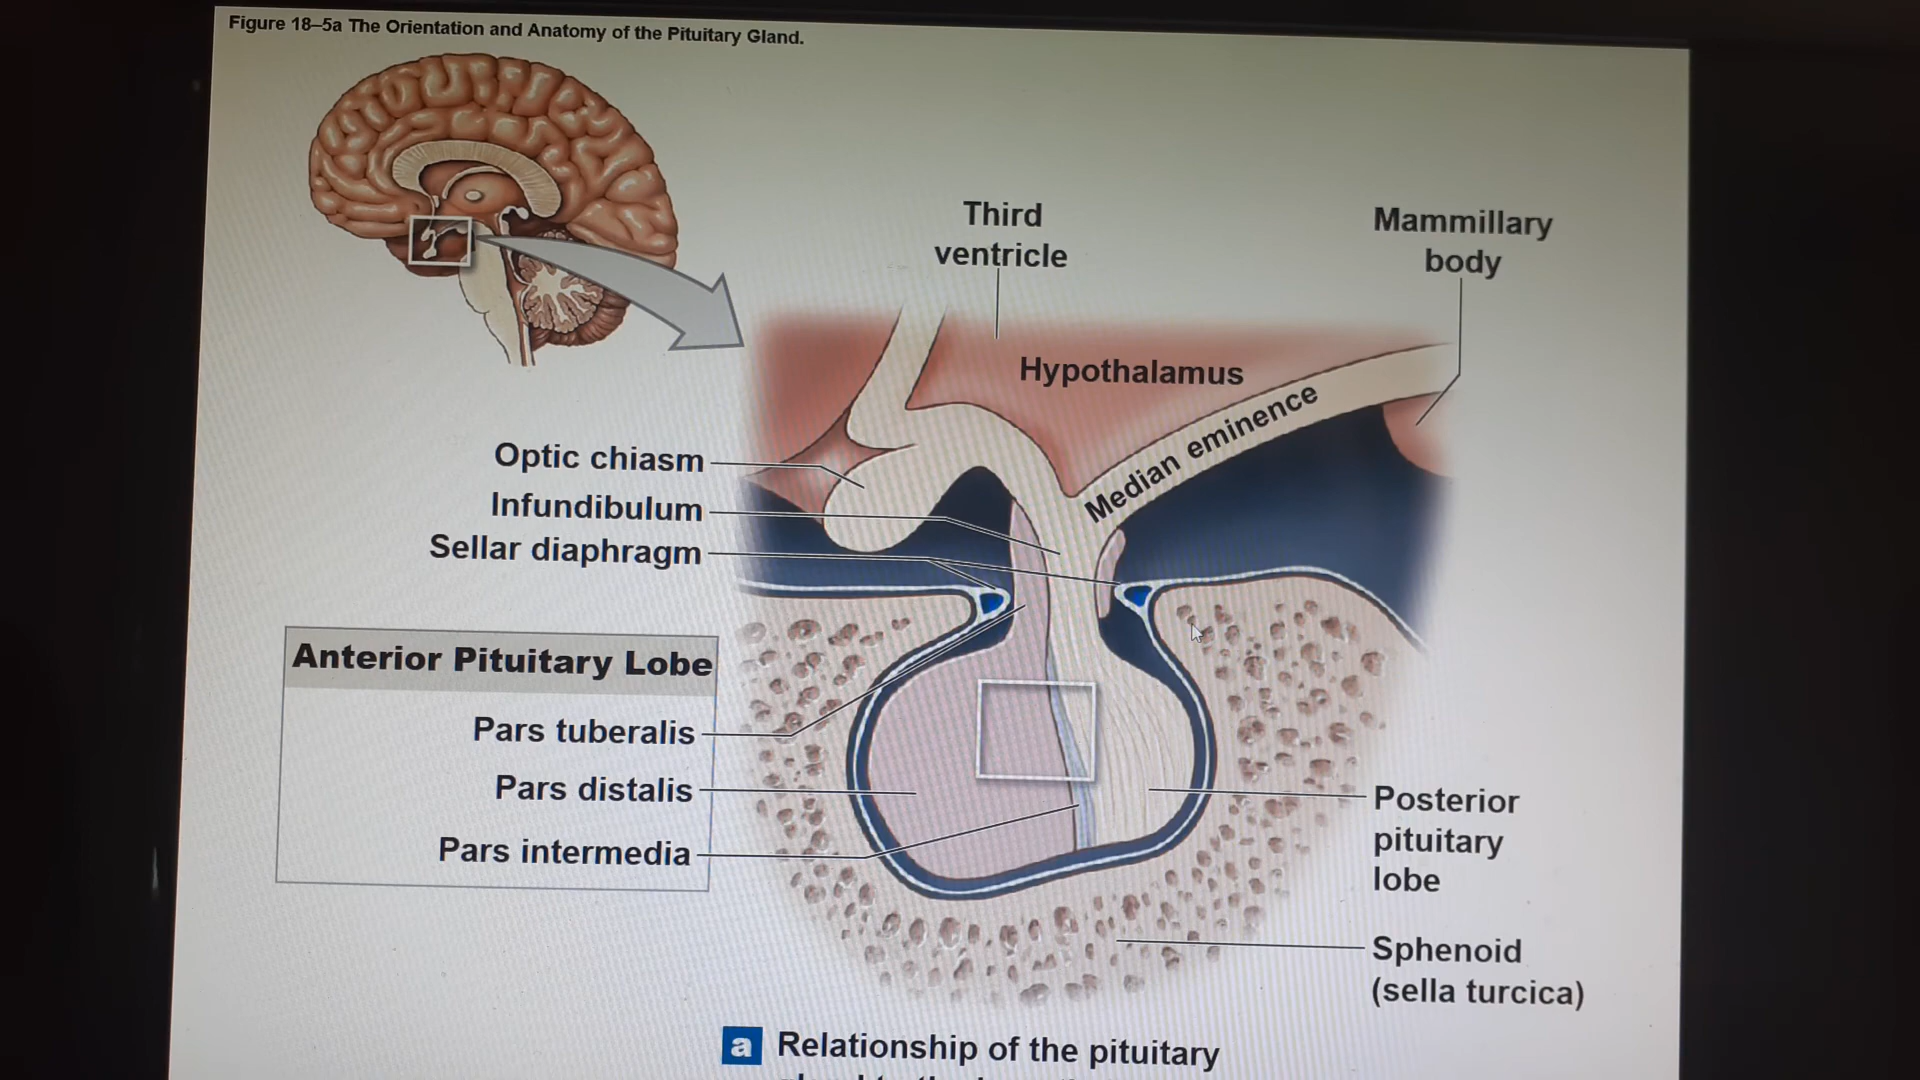 Figure 18–5a The Orientation and Anatomy of the Pituitary Gland.
Third
ventricle
Mammillary
body
Hypothalamus
Median eminence
Optic chiasm
Infundibulum
Sellar diaphragm
Anterior Pituitary Lobe
Pars tuberalis
Pars distalis
Pars intermedia
Posterior
pituitary
lobe
Sphenoid
(sella turcica)
a Relationship of the pituitary